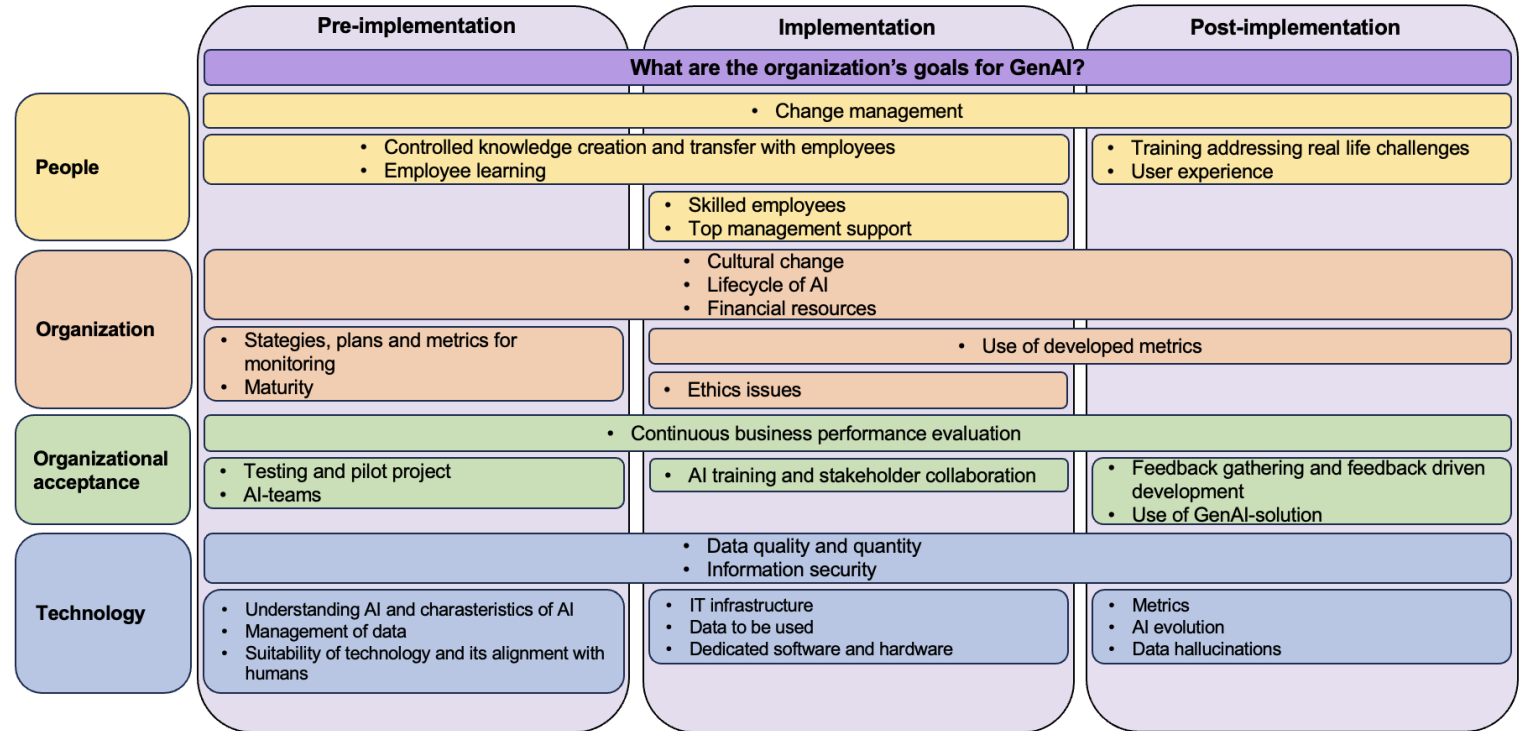 Pre-implementation
Implementation
Post-implementation
What are the organization's goals for GenAI?
People
• Change management
• Controlled knowledge creation and transfer with employees
• Employee learning
• Training addressing real life challenges
• User experience
• Skilled employees
• Top management support
Organization
• Cultural change
• Lifecycle of AI
• Financial resources
• Stategies, plans and metrics for
monitoring
• Maturity
• Use of developed metrics
• Ethics issues
Organizational
acceptance
• Continuous business performance evaluation
• Testing and pilot project
• AI-teams
• AI training and stakeholder collaboration
• Feedback gathering and feedback driven
development
• Use of GenAI-solution
Technology
• Data quality and quantity
• Information security
• Understanding AI and charasteristics of AI
• Management of data
• Suitability of technology and its alignment with
humans
• IT infrastructure
• Data to be used
• Dedicated software and hardware
• Metrics
• AI evolution
• Data hallucinations